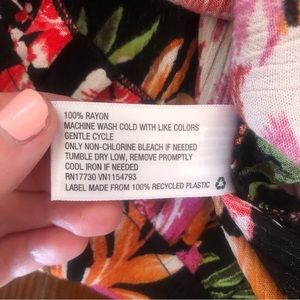 100% RAYON
MACHINE WASH COLD WITH LIKE COLORS
GENTLE CYCLE
ONLY NON-CHLORINE BLEACH IF NEEDED
TUMBLE DRY LOW, REMOVE PROMPTLY
COOL IRON IF NEEDED
RN17730 VN1154793
LABEL MADE FROM 100% RECYCLED PLASTIC